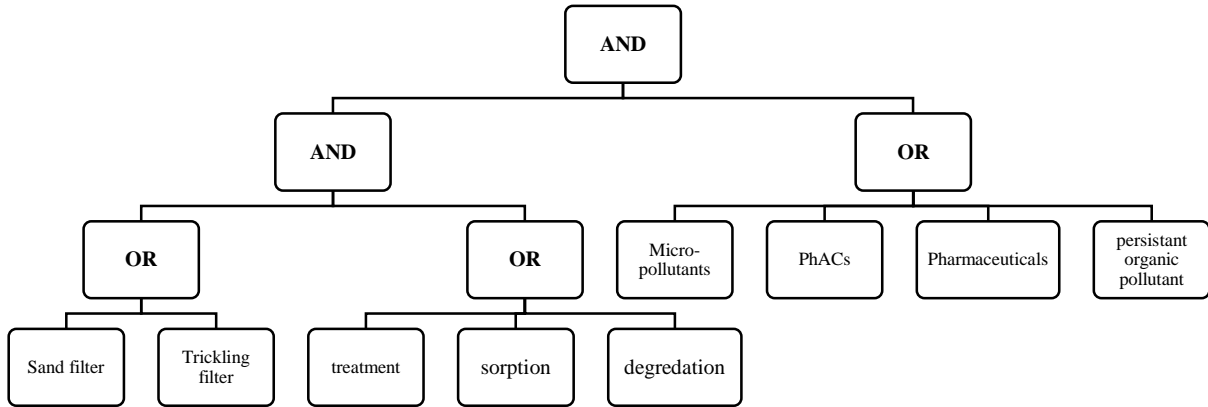 AND
AND
OR
OR
OR
Micro-
pollutants
PhACs
Pharmaceuticals
persistant
organic
pollutant
Sand filter
Trickling
filter
treatment
sorption
degredation